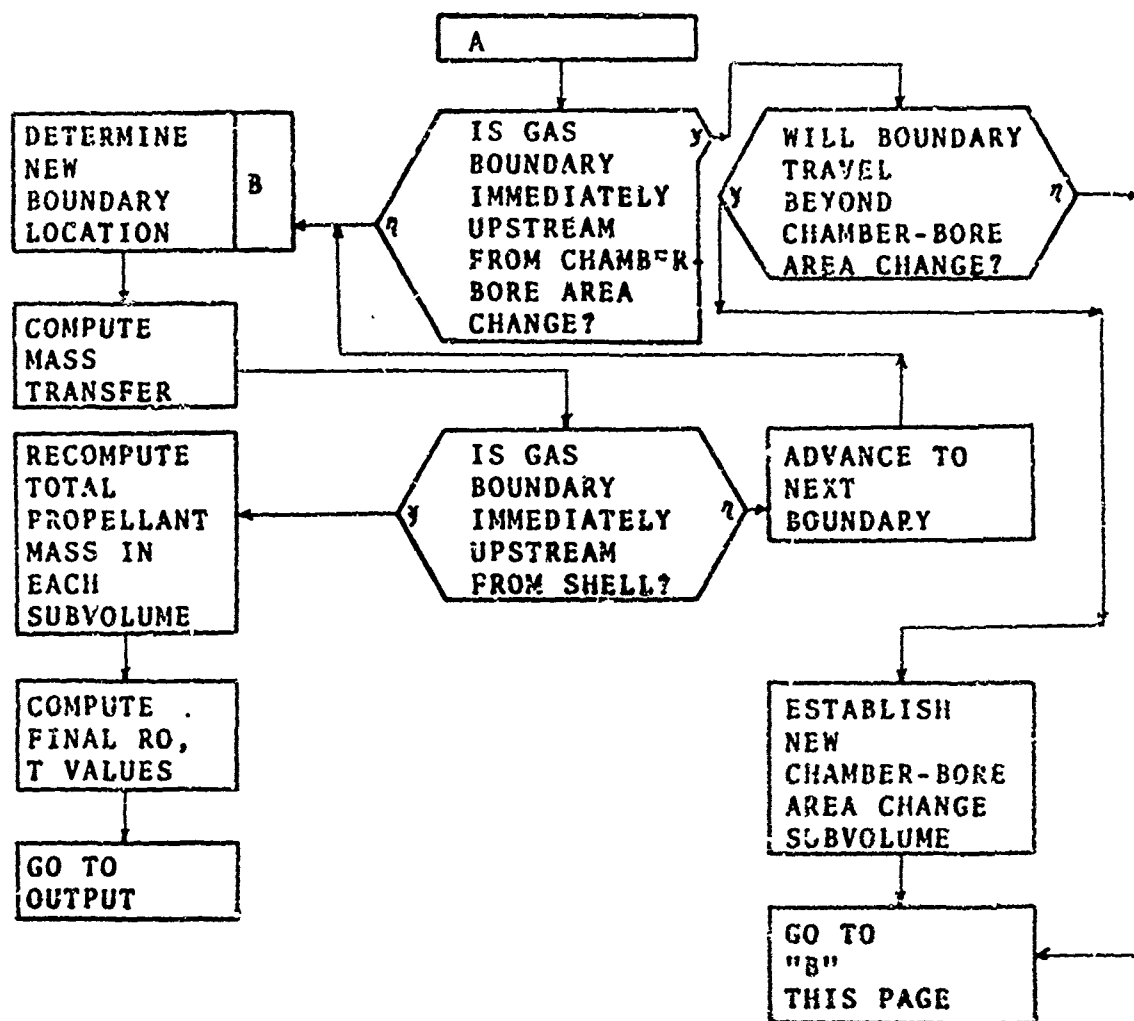 A
DETERMINE
NEW
BOUNDARY
LOCATION
B
IS GAS
BOUNDARY
IMMEDIATELY
UPSTREAM
FROM CHAMBER-
BORE AREA
CHANGE?
y
n
WILL BOUNDARY
TRAVEL
BEYOND
CHAMBER-BORE
AREA CHANGE?
y
n
COMPUTE
MASS
TRANSFER
RECOMPUTE
TOTAL
PROPELLANT
MASS IN
EACH
SUBVOLUME
IS GAS
BOUNDARY
IMMEDIATELY
UPSTREAM
FROM SHELL?
y
n
ADVANCE TO
NEXT
BOUNDARY
COMPUTE
FINAL RO,
T VALUES
GO TO
OUTPUT
ESTABLISH
NEW
CHAMBER-BORE
AREA CHANGE
SUBVOLUME
GO TO
"B"
THIS PAGE